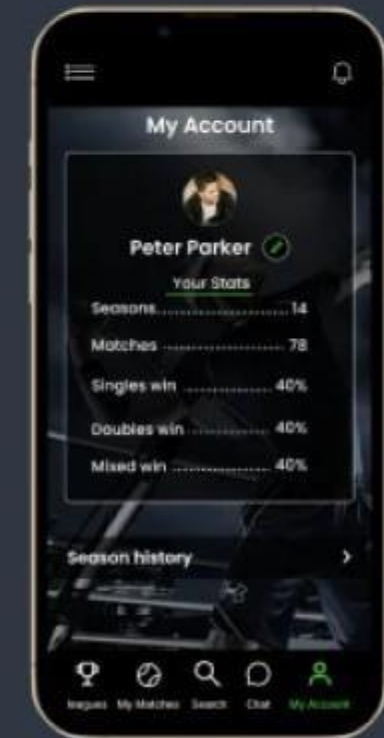 My Account
Peter Parker
Your Stats
Seasons....................14
Matches .................... 78
Singles win ................ 40%
Doubles win ................ 40%
Mixed win .................. 40%
Season history
leagues My Matches Search Chat My Account